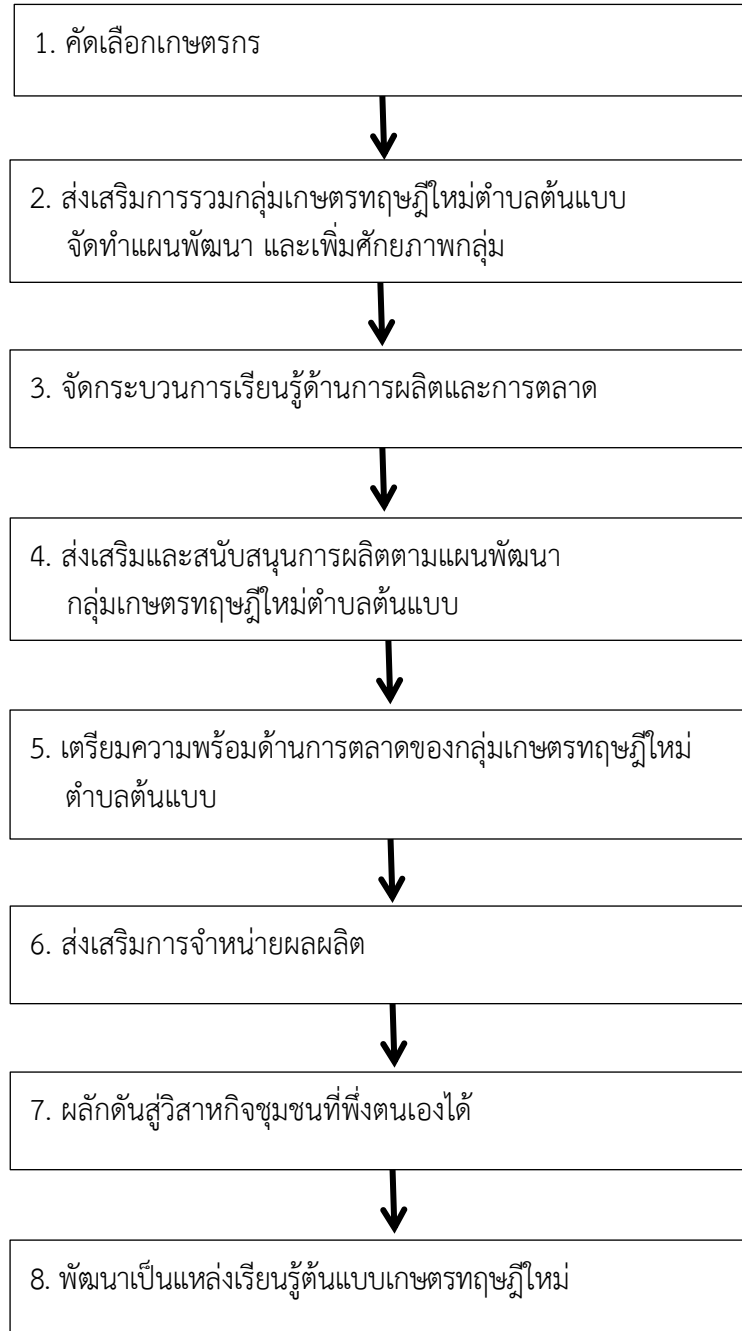 1. คัดเลือกเกษตรกร
2. ส่งเสริมการรวมกลุ่มเกษตรทฤษฎีใหม่ตำบลต้นแบบ
จัดทำแผนพัฒนา และเพิ่มศักยภาพกลุ่ม
3. จัดกระบวนการเรียนรู้ด้านการผลิตและการตลาด
4. ส่งเสริมและสนับสนุนการผลิตตามแผนพัฒนา
กลุ่มเกษตรทฤษฎีใหม่ตำบลต้นแบบ
5. เตรียมความพร้อมด้านการตลาดของกลุ่มเกษตรทฤษฎีใหม่
ตำบลต้นแบบ
6. ส่งเสริมการจำหน่ายผลผลิต
7. ผลักดันสู่วิสาหกิจชุมชนที่พึ่งตนเองได้
8. พัฒนาเป็นแหล่งเรียนรู้ต้นแบบเกษตรทฤษฎีใหม่